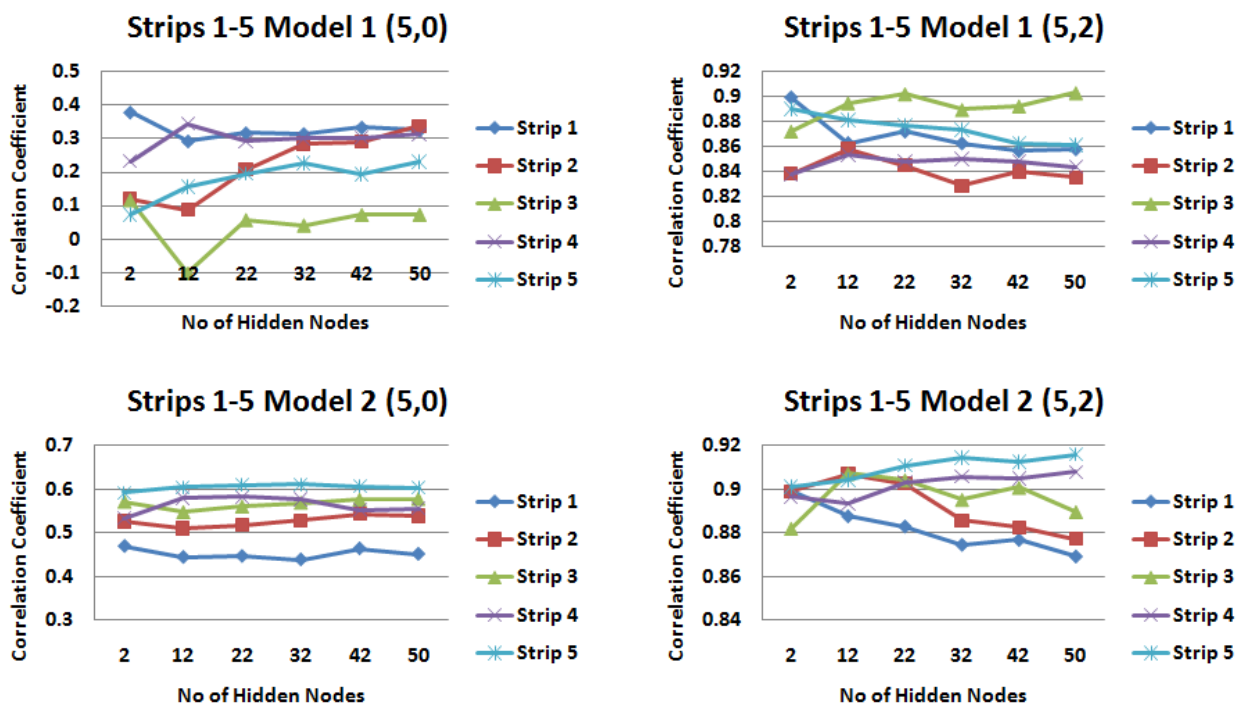 Strips 1-5 Model 1 (5,0)
Correlation Coefficient
0.5
0.4
0.3
0.2
0.1
0
-0.1
-0.2
2 12 22 32 42 50
No of Hidden Nodes
Strip 1
Strip 2
Strip 3
Strip 4
Strip 5
Strips 1-5 Model 1 (5,2)
Correlation Coefficient
0.92
0.9
0.88
0.86
0.84
0.82
0.8
0.78
2 12 22 32 42 50
No of Hidden Nodes
Strip 1
Strip 2
Strip 3
Strip 4
Strip 5
Strips 1-5 Model 2 (5,0)
Correlation Coefficient
0.7
0.6
0.5
0.4
0.3
2 12 22 32 42 50
No of Hidden Nodes
Strip 1
Strip 2
Strip 3
Strip 4
Strip 5
Strips 1-5 Model 2 (5,2)
Correlation Coefficient
0.92
0.9
0.88
0.86
0.84
2 12 22 32 42 50
No of Hidden Nodes
Strip 1
Strip 2
Strip 3
Strip 4
Strip 5